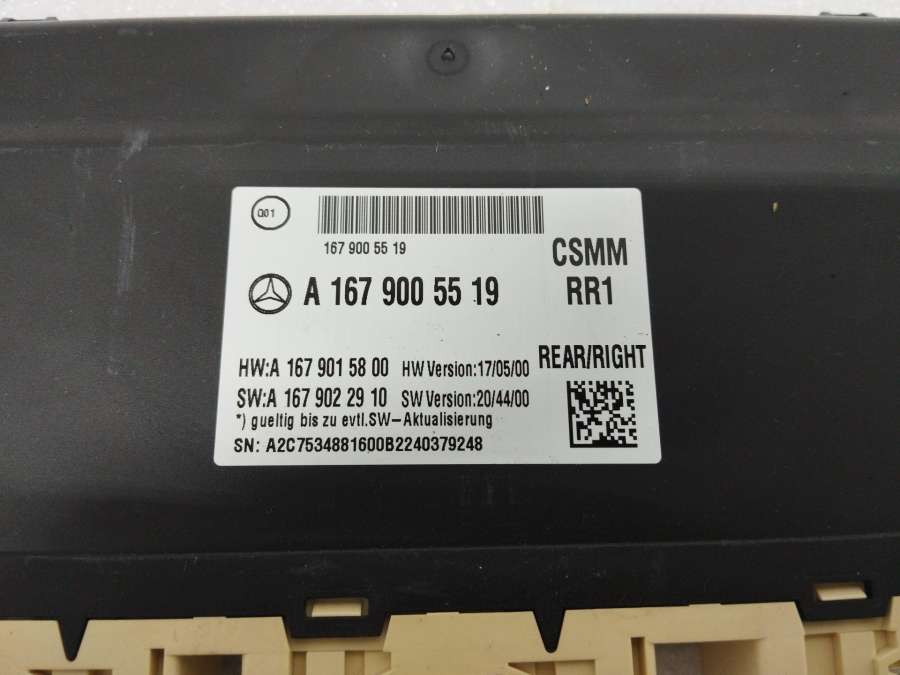 Q01
167 900 55 19
CSMM
A 167 900 55 19
RR1
REAR/RIGHT
HW:A 167 901 58 00 HW Version:17/05/00
SW:A 167 902 29 10 SW Version:20/44/00
*) gueltig bis zu evtl.SW-Aktualisierung
SN: A2C7534881600B2240379248